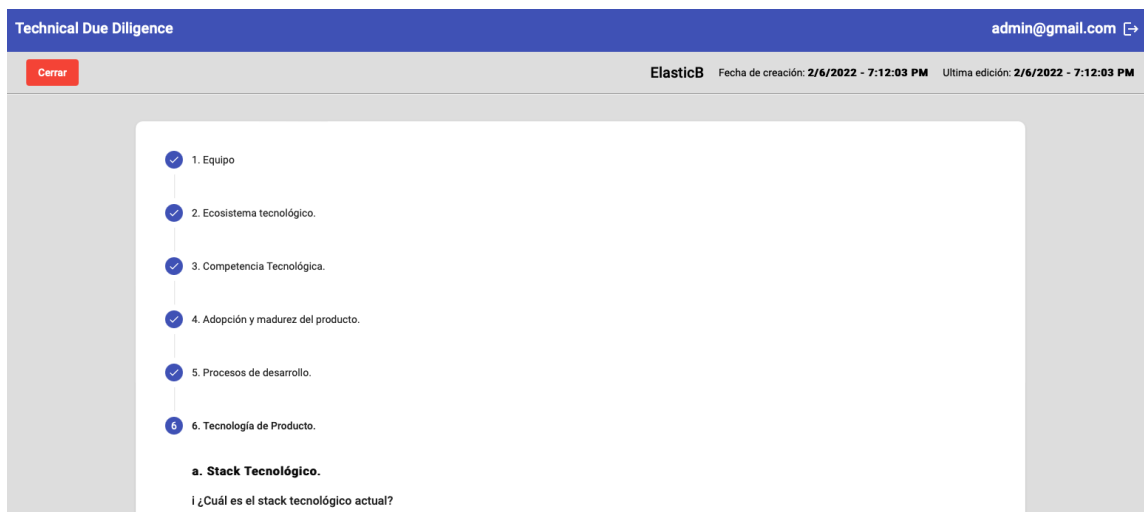 Technical Due Diligence admin@gmail.com
Cerrar ElasticB Fecha de creación: 2/6/2022 - 7:12:03 PM Ultima edición: 2/6/2022 - 7:12:03 PM
1. Equipo
2. Ecosistema tecnológico.
3. Competencia Tecnológica.
4. Adopción y madurez del producto.
5. Procesos de desarrollo.
6 6. Tecnología de Producto.
a. Stack Tecnológico.
i ¿Cuál es el stack tecnológico actual?